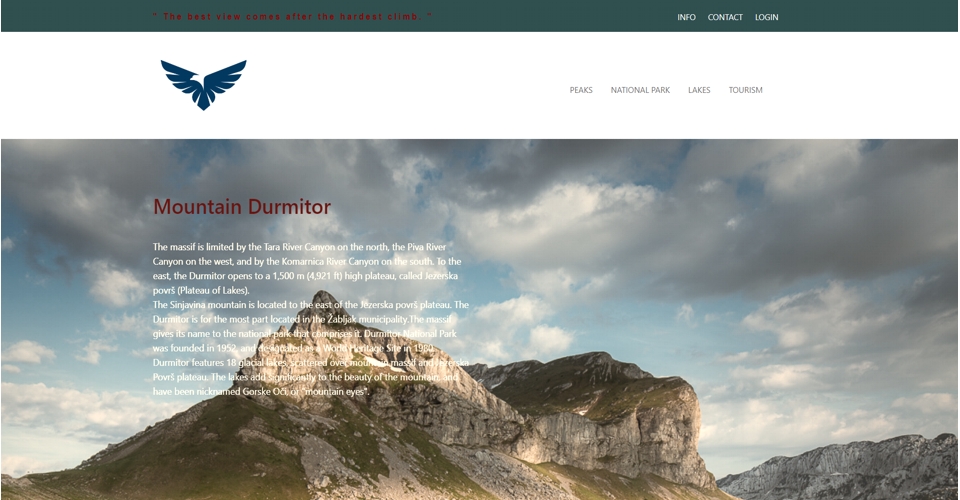 " The best view comes after the hardest climb. "
INFO CONTACT LOGIN
PEAKS NATIONAL PARK LAKES TOURISM
Mountain Durmitor
The massif is limited by the Tara River Canyon on the north, the Piva River
Canyon on the west, and by the Komarnica River Canyon on the south. To the
east, the Durmitor opens to a 1,500 m (4,921 ft) high plateau, called Jezerska
površ (Plateau of Lakes).
The Sinjavina mountain is located to the east of the Jezerska površ plateau. The
Durmitor is for the most part located in the Žabljak municipality.The massif
gives its name to the national park that comprises it. Durmitor National Park
was founded in 1952, and designated as a World Heritage Site in 1980.
Durmitor features 18 glacial lakes, scattered over mountain massif and Jezerska
Površ plateau. The lakes add significantly to the beauty of the mountain, and
have been nicknamed Gorske Oči, or "mountain eyes".